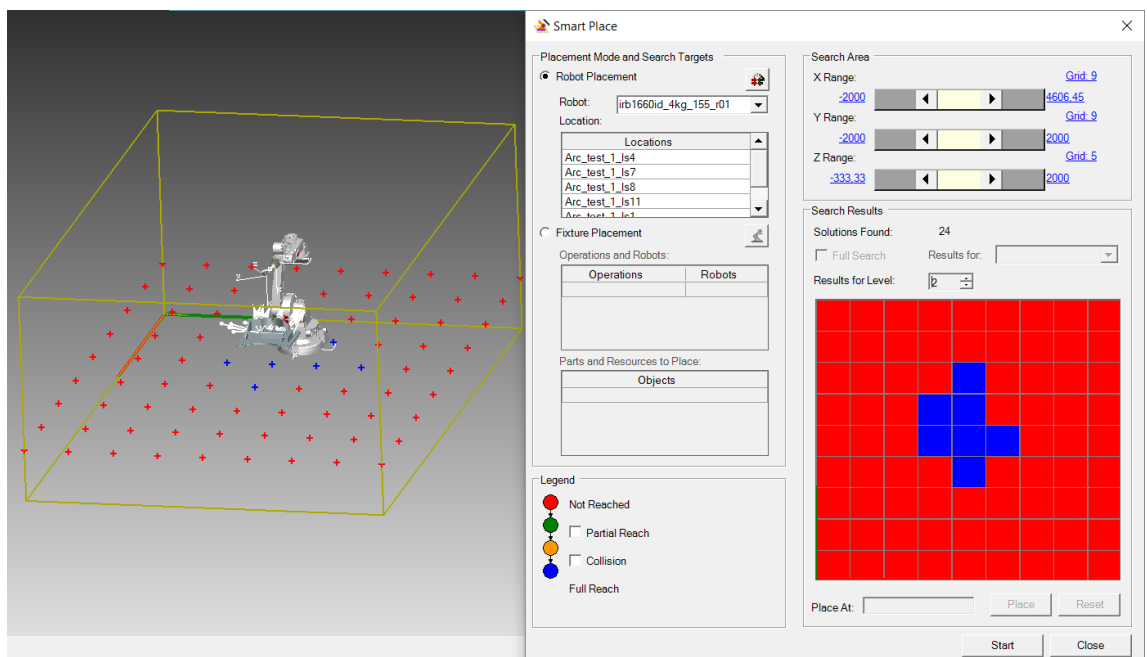 Smart Place
Placement Mode and Search Targets
Robot Placement
Robot: irb1660id_4kg_155_r01
Location:
Locations
Arc_test_1_ls4
Arc_test_1_ls7
Arc_test_1_ls8
Arc_test_1_ls11
Arc_test_1_ls1
Fixture Placement
Operations and Robots:
Operations Robots
Parts and Resources to Place:
Objects
Legend
Not Reached
Partial Reach
Collision
Full Reach
Search Area
X Range: Grid: 9
-2000 4606,45
Y Range: Grid: 9
-2000 2000
Z Range: Grid: 5
-333,33 2000
Search Results
Solutions Found: 24
Full Search Results for:
Results for Level: 2
Place At: Place Reset
Start Close